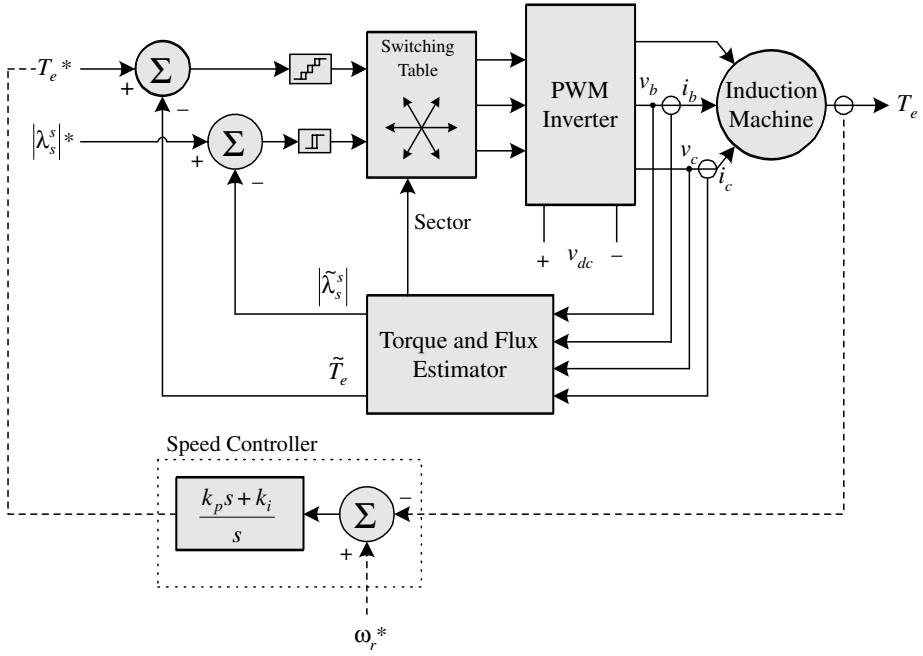 Switching
Table
T_e*
Σ
+
−
PWM
Inverter
v_b
i_b
Induction
Machine
T_e
|λ_s^s|*
Σ
+
−
v_c
i_c
Sector
+
v_dc
−
|λ̃_s^s|
Torque and Flux
Estimator
T̃_e
Speed Controller
k_p s + k_i
s
Σ
−
+
ω_r*